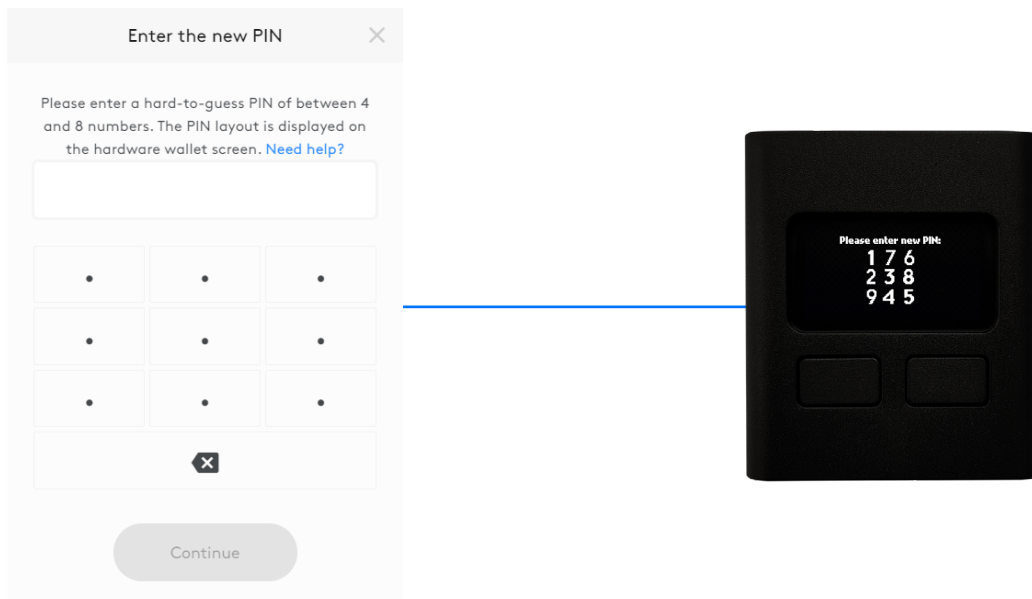 Enter the new PIN
Please enter a hard-to-guess PIN of between 4
and 8 numbers. The PIN layout is displayed on
the hardware wallet screen. Need help?
Continue
Please enter new PIN:
1 7 6
2 3 8
9 4 5